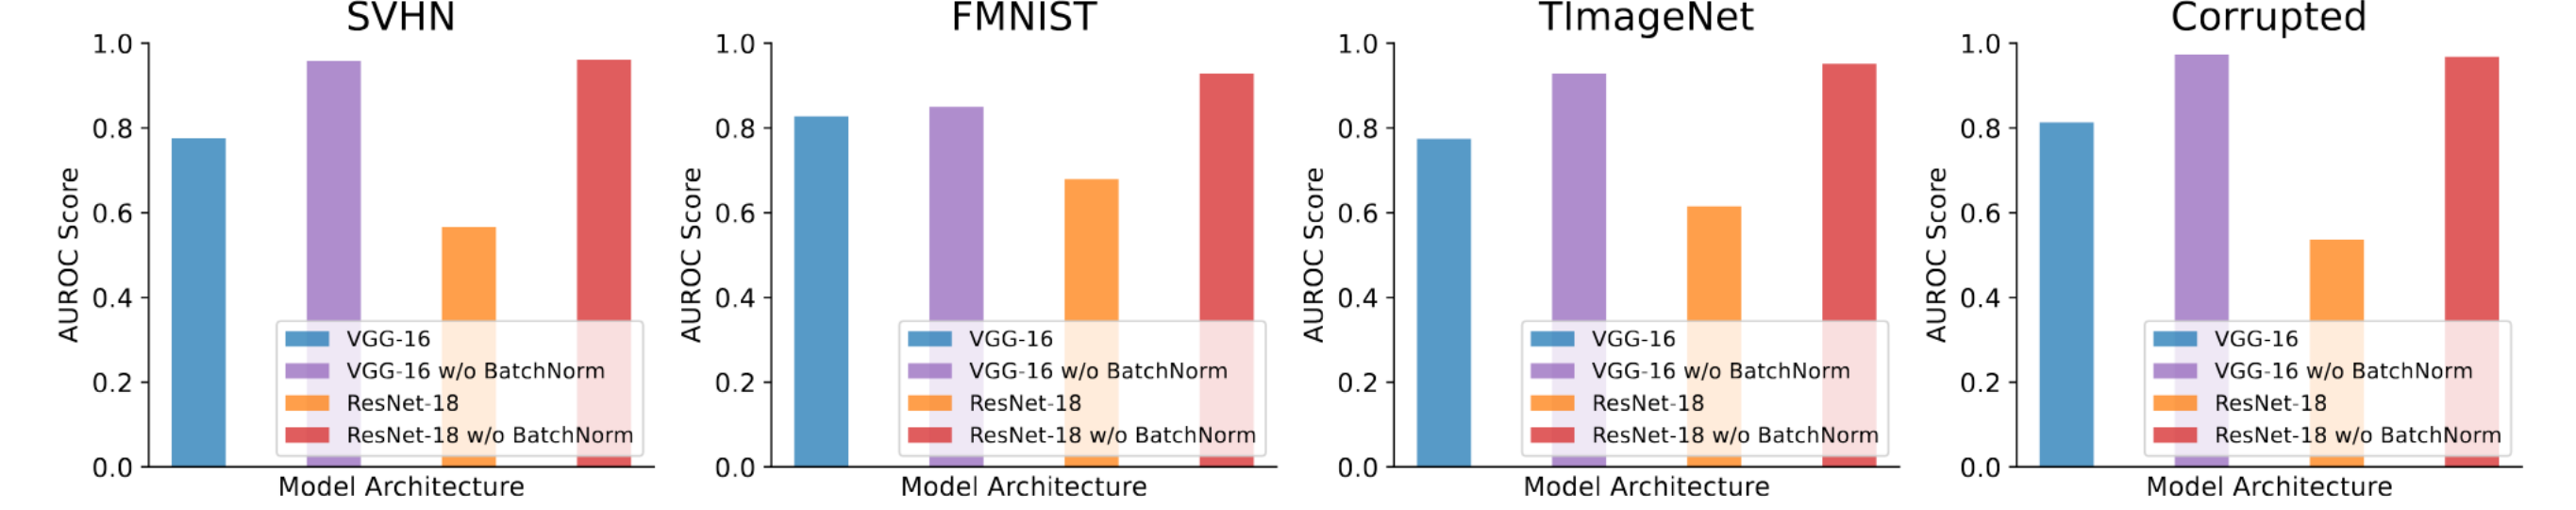 SVHN
1.0
0.8
0.6
0.4
0.2
0.0
AUROC Score
VGG-16
VGG-16 w/o BatchNorm
ResNet-18
ResNet-18 w/o BatchNorm
Model Architecture
FMNIST
1.0
0.8
0.6
0.4
0.2
0.0
AUROC Score
VGG-16
VGG-16 w/o BatchNorm
ResNet-18
ResNet-18 w/o BatchNorm
Model Architecture
TImageNet
1.0
0.8
0.6
0.4
0.2
0.0
AUROC Score
VGG-16
VGG-16 w/o BatchNorm
ResNet-18
ResNet-18 w/o BatchNorm
Model Architecture
Corrupted
1.0
0.8
0.6
0.4
0.2
0.0
AUROC Score
VGG-16
VGG-16 w/o BatchNorm
ResNet-18
ResNet-18 w/o BatchNorm
Model Architecture